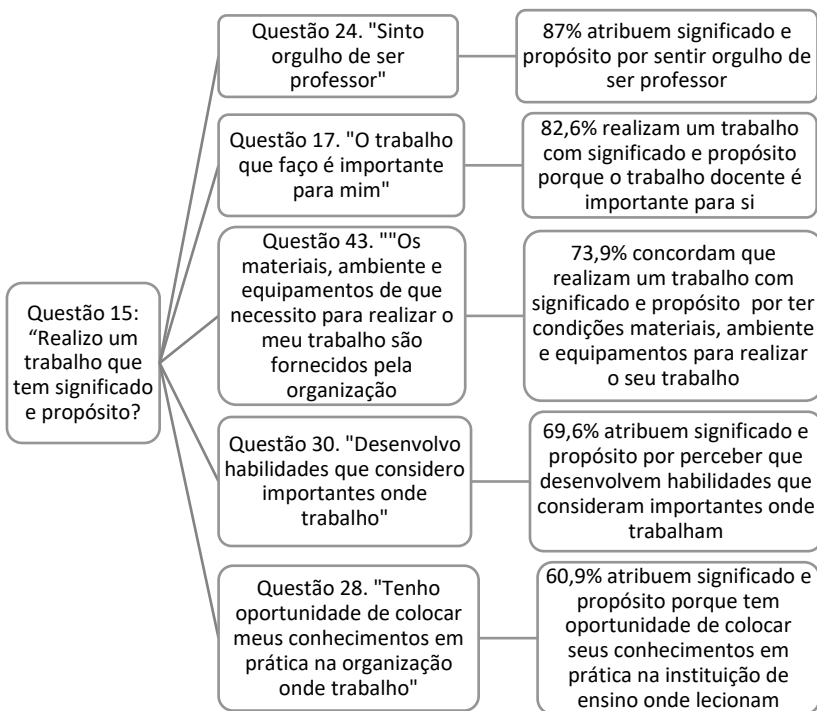 Questão 15:
“Realizo um
trabalho que
tem significado
e propósito?
Questão 24. "Sinto
orgulho de ser
professor"
87% atribuem significado e
propósito por sentir orgulho de
ser professor
Questão 17. "O trabalho
que faço é importante
para mim"
82,6% realizam um trabalho
com significado e propósito
porque o trabalho docente é
importante para si
Questão 43. ""Os
materiais, ambiente e
equipamentos de que
necessito para realizar o
meu trabalho são
fornecidos pela
organização
73,9% concordam que
realizam um trabalho com
significado e propósito por ter
condições materiais, ambiente
e equipamentos para realizar
o seu trabalho
Questão 30. "Desenvolvo
habilidades que considero
importantes onde
trabalho"
69,6% atribuem significado e
propósito por perceber que
desenvolvem habilidades que
consideram importantes onde
trabalham
Questão 28. "Tenho
oportunidade de colocar
meus conhecimentos em
prática na organização
onde trabalho"
60,9% atribuem significado e
propósito porque tem
oportunidade de colocar
seus conhecimentos em
prática na instituição de
ensino onde lecionam